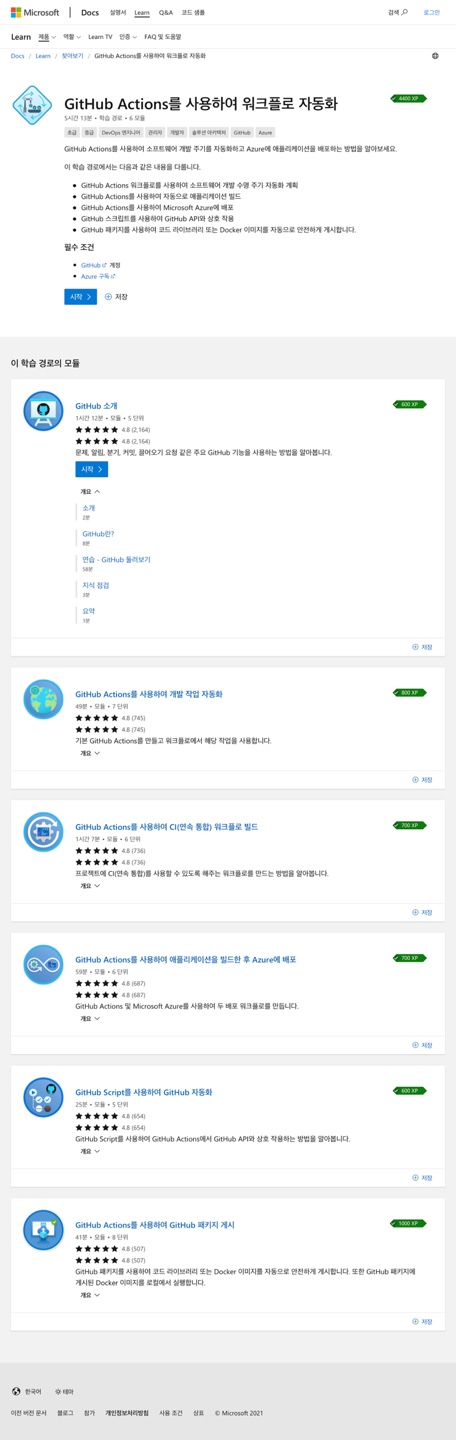 Microsoft | Docs 설명서 Learn Q&A 코드 샘플 검색 로그인
Learn 제품 역할 Learn TV 인증 FAQ 및 도움말
Docs / Learn / 찾아보기 / GitHub Actions를 사용하여 워크플로 자동화
GitHub Actions를 사용하여 워크플로 자동화
4400 XP
5시간 13분 • 학습 경로 • 6 모듈
초급 중급 DevOps 엔지니어 관리자 개발자 솔루션 아키텍처 GitHub Azure
GitHub Actions를 사용하여 소프트웨어 개발 주기를 자동화하고 Azure에 애플리케이션을 배포하는 방법을 알아보세요.
이 학습 경로에서는 다음과 같은 내용을 다룹니다.
• GitHub Actions 워크플로를 사용하여 소프트웨어 개발 수명 주기 자동화 계획
• GitHub Actions를 사용하여 자동으로 애플리케이션 빌드
• GitHub Actions를 사용하여 Microsoft Azure에 배포
• GitHub 스크립트를 사용하여 GitHub API와 상호 작용
• GitHub 패키지를 사용하여 코드 라이브러리 또는 Docker 이미지를 자동으로 안전하게 게시합니다.
필수 조건
• GitHub 계정
• Azure 구독
시작 저장
이 학습 경로의 모듈
GitHub 소개
600 XP
1시간 12분 • 모듈 • 5 단위
4.8 (2,164)
4.8 (2,164)
문제, 알림, 분기, 커밋, 끌어오기 요청 같은 주요 GitHub 기능을 사용하는 방법을 알아봅니다.
시작
개요
소개
2분
GitHub란?
8분
연습 - GitHub 둘러보기
58분
지식 점검
3분
요약
1분
저장
GitHub Actions를 사용하여 개발 작업 자동화
800 XP
49분 • 모듈 • 7 단위
4.8 (745)
4.8 (745)
기본 GitHub Actions를 만들고 워크플로에서 해당 작업을 사용합니다.
개요
저장
GitHub Actions를 사용하여 CI(연속 통합) 워크플로 빌드
700 XP
1시간 7분 • 모듈 • 6 단위
4.8 (736)
4.8 (736)
프로젝트에 CI(연속 통합)를 사용할 수 있도록 해주는 워크플로를 만드는 방법을 알아봅니다.
개요
저장
GitHub Actions를 사용하여 애플리케이션을 빌드한 후 Azure에 배포
700 XP
59분 • 모듈 • 6 단위
4.8 (687)
4.8 (687)
GitHub Actions 및 Microsoft Azure를 사용하여 두 배포 워크플로를 만듭니다.
개요
저장
GitHub Script를 사용하여 GitHub 자동화
600 XP
25분 • 모듈 • 5 단위
4.8 (654)
4.8 (654)
GitHub Script를 사용하여 GitHub Actions에서 GitHub API와 상호 작용하는 방법을 알아봅니다.
개요
저장
GitHub Actions를 사용하여 GitHub 패키지 게시
1000 XP
41분 • 모듈 • 8 단위
4.8 (507)
4.8 (507)
GitHub 패키지를 사용하여 코드 라이브러리 또는 Docker 이미지를 자동으로 안전하게 게시합니다. 또한 GitHub 패키지에
게시된 Docker 이미지를 로컬에서 실행합니다.
개요
저장
한국어 테마
이전 버전 문서 블로그 참가 개인정보처리방침 사용 조건 상표 © Microsoft 2021